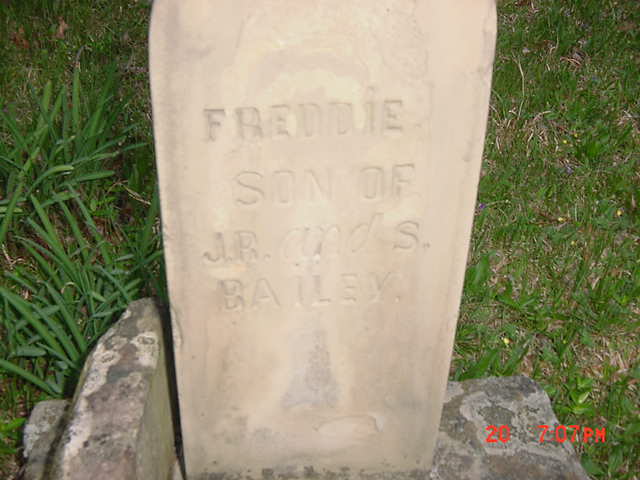 FREDDIE.
SON OF
J.R. and S.
BAILEY.
20 7:07PM